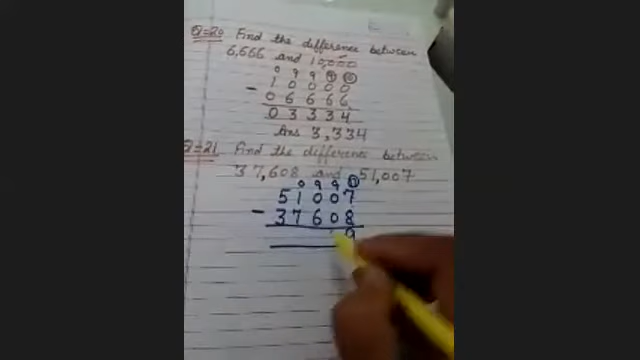 Q=20 Find the difference between
6,666 and 10,000
0 9 9 9 10
1 0 0 0 0
- 0 6 6 6 6
0 3 3 3 4
Ans 3,334
Q=21 Find the difference between
37,608 and 51,007
0 9 9 17
5 1 0 0 7
- 3 7 6 0 8
9